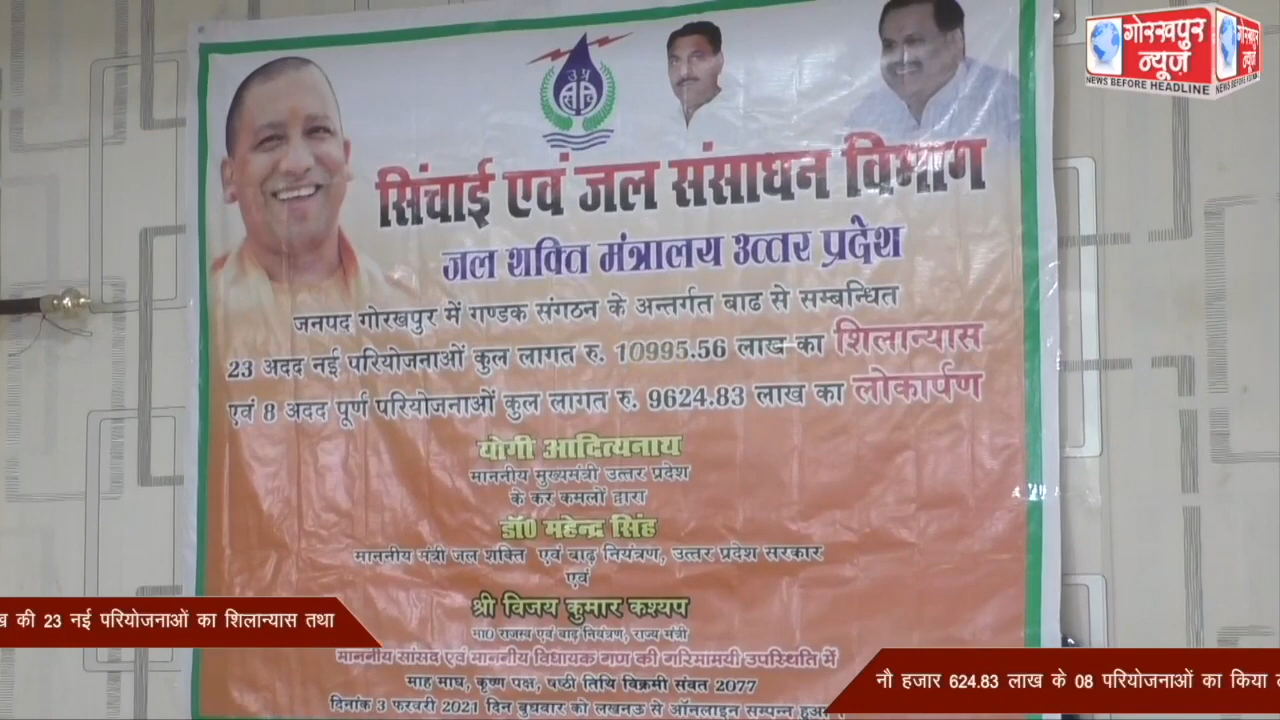 गोरखपुर
न्यूज़
NEWS BEFORE HEADLINE
उ प्र
सिंचाई एवं जल संसाधन विभाग
जल शक्ति मंत्रालय उत्तर प्रदेश
जनपद गोरखपुर में गण्डक संगठन के अन्तर्गत बाढ से सम्बन्धित
23 अदद नई परियोजनाओं कुल लागत रु. 10995.56 लाख का शिलान्यास
एवं 8 अदद पूर्ण परियोजनाओं कुल लागत रु. 9624.83 लाख का लोकार्पण
योगी आदित्यनाथ
माननीय मुख्यमंत्री उत्तर प्रदेश
के कर कमलों द्वारा
डॉ0 महेन्द्र सिंह
माननीय मंत्री जल शक्ति एवं बाढ़ नियंत्रण, उत्तर प्रदेश सरकार
एवं
श्री विजय कुमार कश्यप
मा0 राजस्व एवं बाढ़ नियंत्रण, राज्य मंत्री
माननीय सांसद एवं माननीय विधायक गण की गरिमामयी उपस्थिति में
माह माघ, कृष्ण पक्ष, षष्ठी तिथि विक्रमी संवत 2077
दिनांक 3 फरवरी 2021 दिन बुधवार को लखनऊ से ऑनलाइन सम्पन्न हुआ
ख की 23 नई परियोजनाओं का शिलान्यास तथा
नौ हजार 624.83 लाख के 08 परियोजनाओं का किया